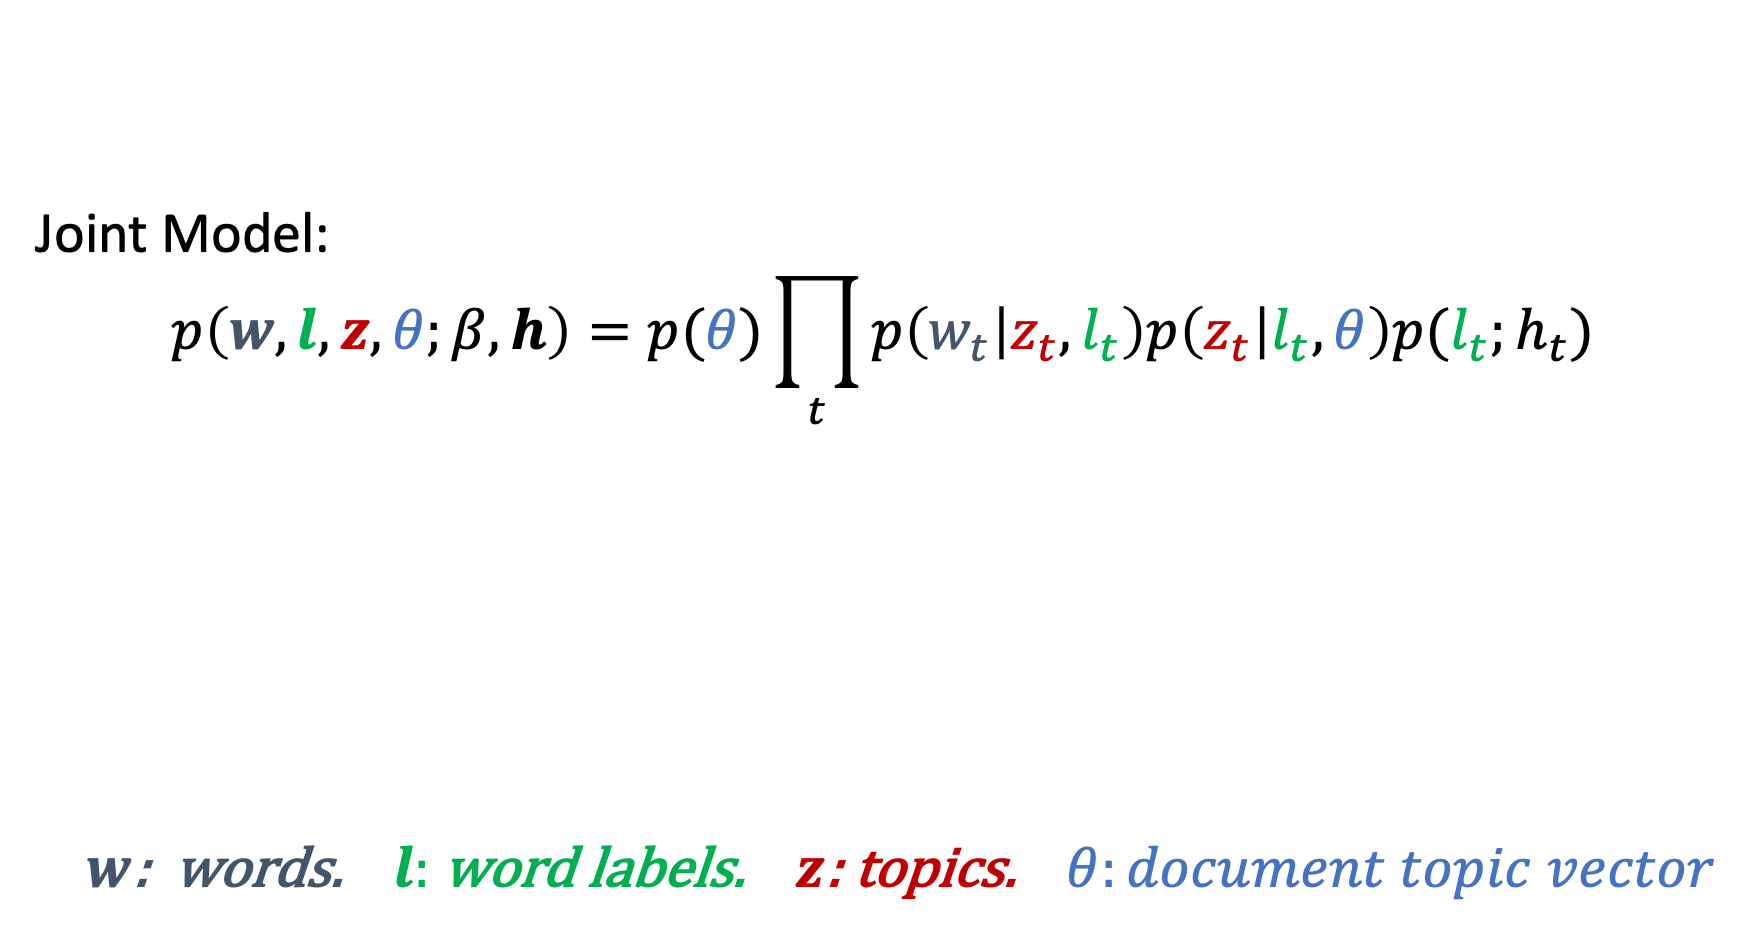 Joint Model:
p(w, l, z, θ; β, h) = p(θ) ∏_t p(w_t|z_t, l_t)p(z_t|l_t, θ)p(l_t; h_t)
w: words. l: word labels. z: topics. θ: document topic vector